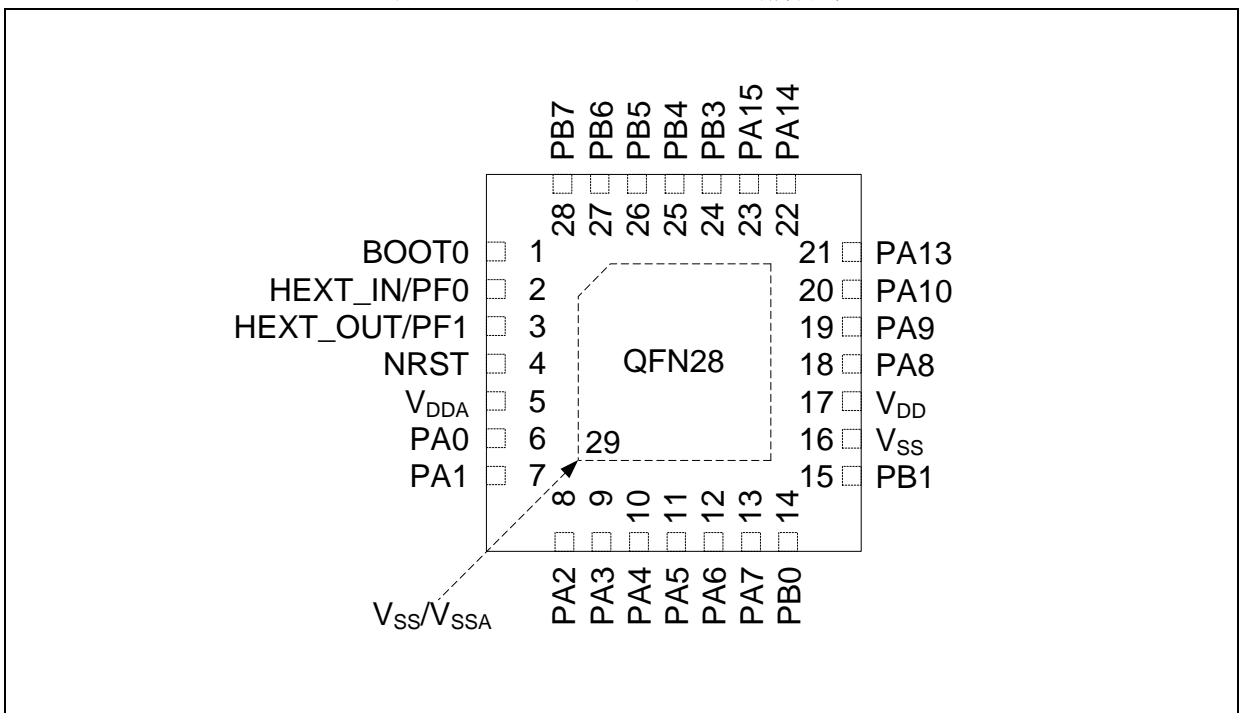 PB7 PB6 PB5 PB4 PB3 PA15 PA14
28 27 26 25 24 23 22
BOOT0 1
HEXT_IN/PF0 2
HEXT_OUT/PF1 3
NRST 4
VDDA 5
PA0 6
PA1 7
21 PA13
20 PA10
19 PA9
18 PA8
17 VDD
16 VSS
15 PB1
QFN28
29
8 9 10 11 12 13 14
PA2 PA3 PA4 PA5 PA6 PA7 PB0
VSS/VSSA